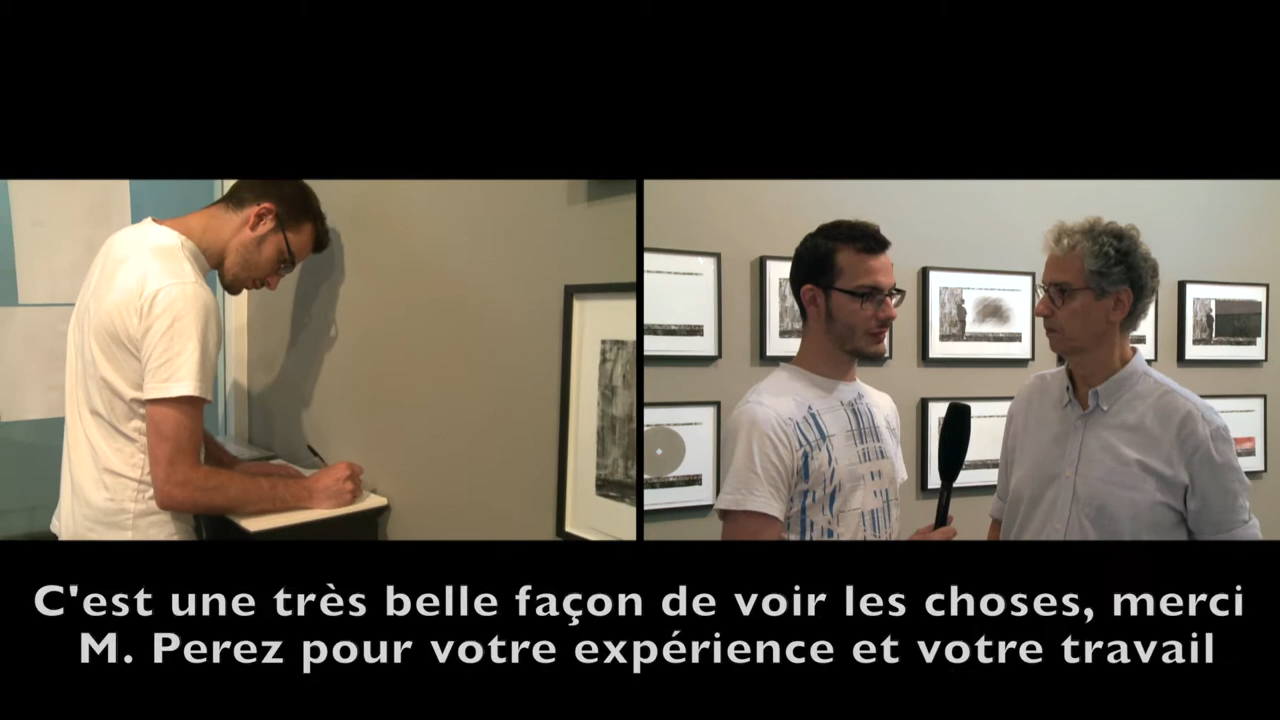 C'est une très belle façon de voir les choses, merci
M. Perez pour votre expérience et votre travail